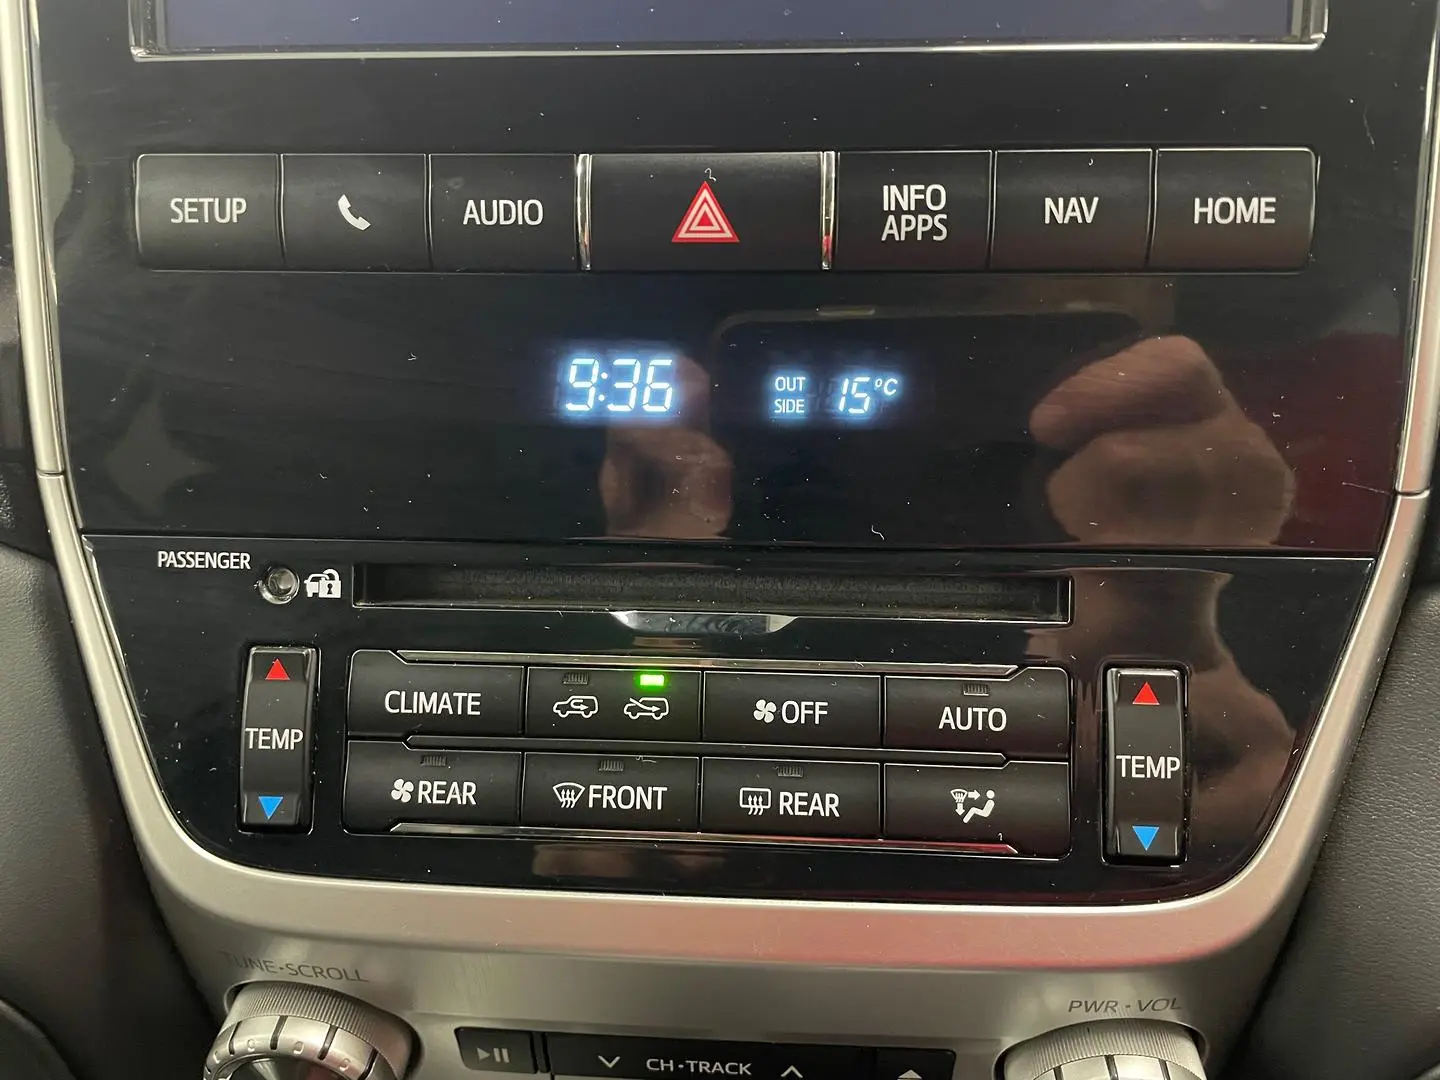 SETUP
AUDIO
INFO
APPS
NAV
HOME
9:36
OUT
SIDE
15°C
PASSENGER
TEMP
CLIMATE
OFF
AUTO
TEMP
REAR
FRONT
REAR
TUNE·SCROLL
PWR·VOL
CH·TRACK